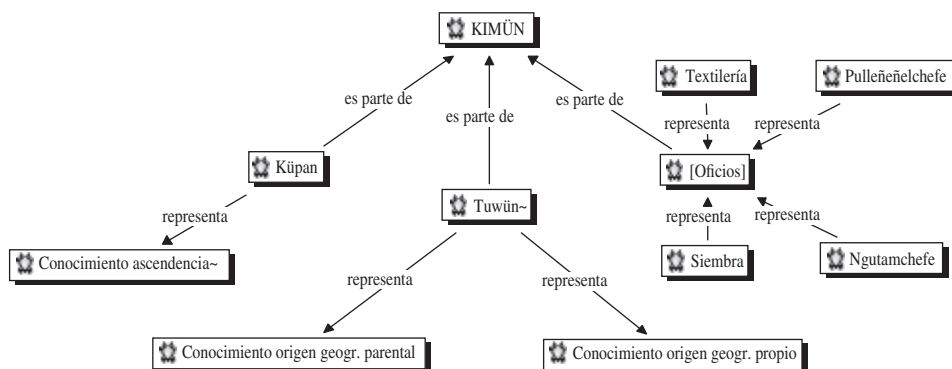 KIMÜN
Textilería
Pulleñeñelchefe
es parte de
es parte de
es parte de
representa
representa
Küpan
[Oficios]
Tuwün~
representa
representa
representa
Conocimiento ascendencia~
Siembra
Ngutamchefe
representa
representa
Conocimiento origen geogr. parental
Conocimiento origen geogr. propio